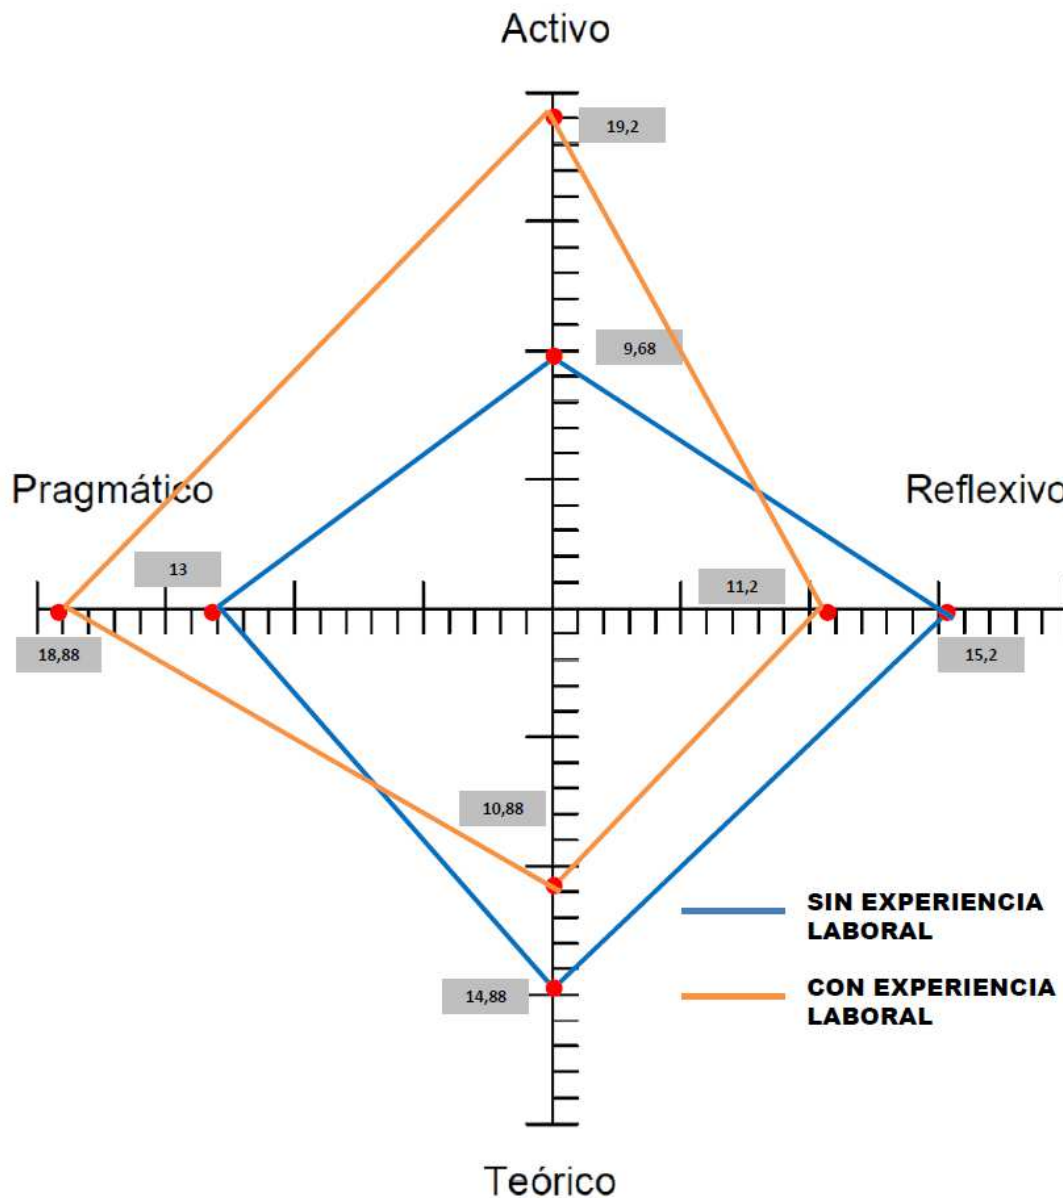 Activo
19,2
9,68
Pragmático
Reflexivo
13
11,2
18,88
15,2
10,88
SIN EXPERIENCIA
LABORAL
14,88
CON EXPERIENCIA
LABORAL
Teórico